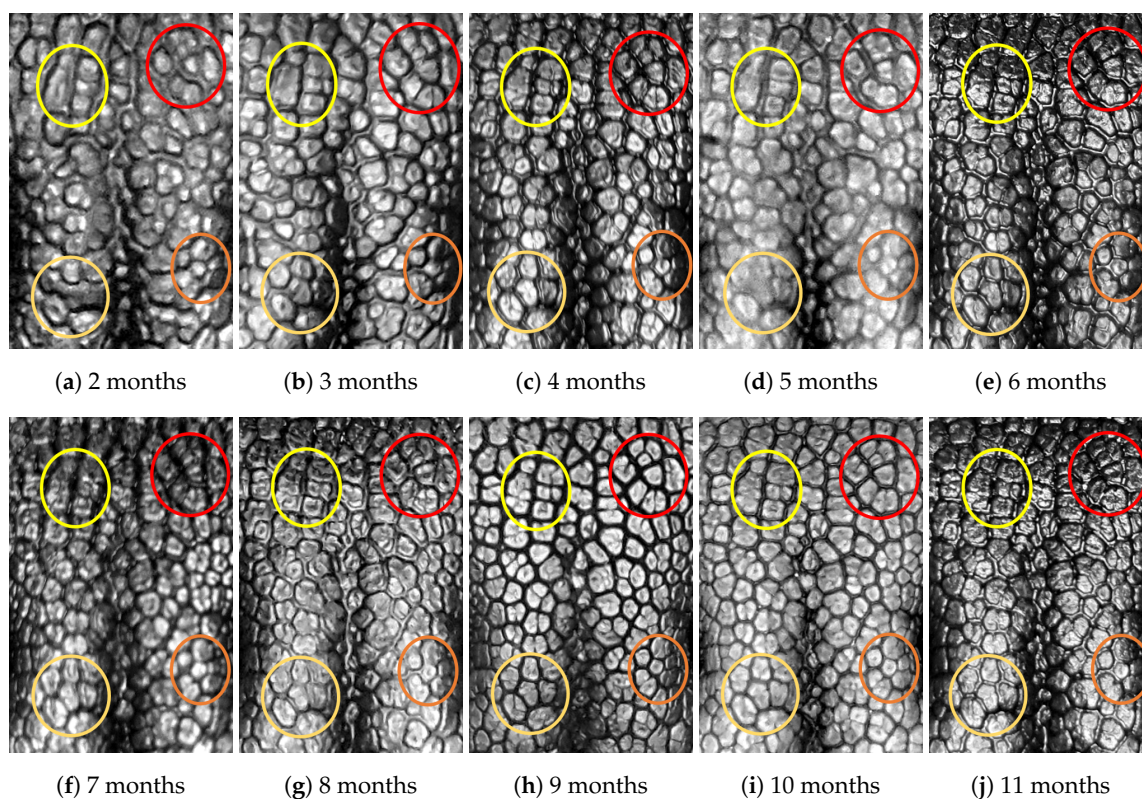 (a) 2 months
(b) 3 months
(c) 4 months
(d) 5 months
(e) 6 months
(f) 7 months
(g) 8 months
(h) 9 months
(i) 10 months
(j) 11 months